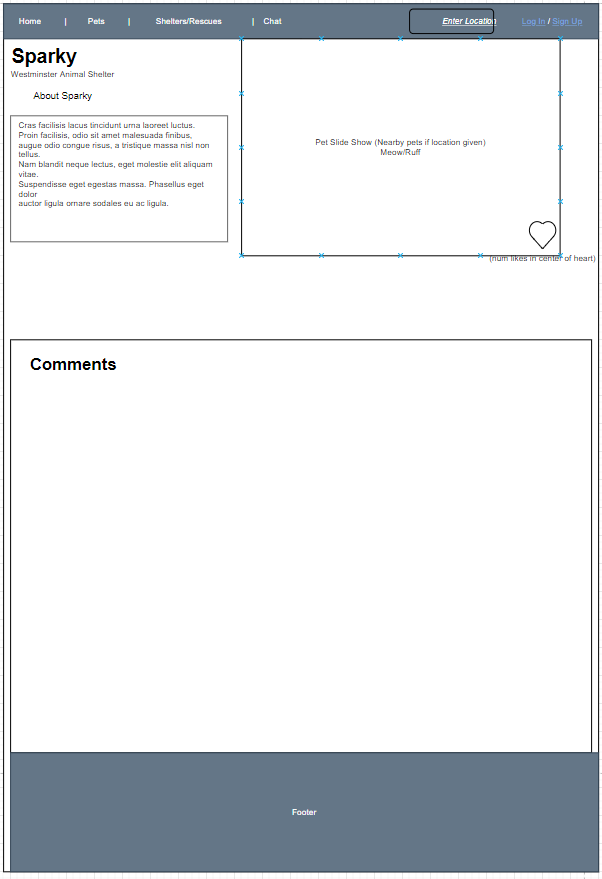 Home | Pets | Shelters/Rescues | Chat Enter Location Log In / Sign Up
Sparky
Westminster Animal Shelter
About Sparky
Cras facilisis lacus tincidunt urna laoreet luctus.
Proin facilisis, odio sit amet malesuada finibus,
augue odio congue risus, a tristique massa nisl non
tellus.
Nam blandit neque lectus, eget molestie elit aliquam
vitae.
Suspendisse eget egestas massa. Phasellus eget
dolor
auctor ligula ornare sodales eu ac ligula.
Pet Slide Show (Nearby pets if location given)
Meow/Ruff
(num likes in center of heart)
Comments
Footer